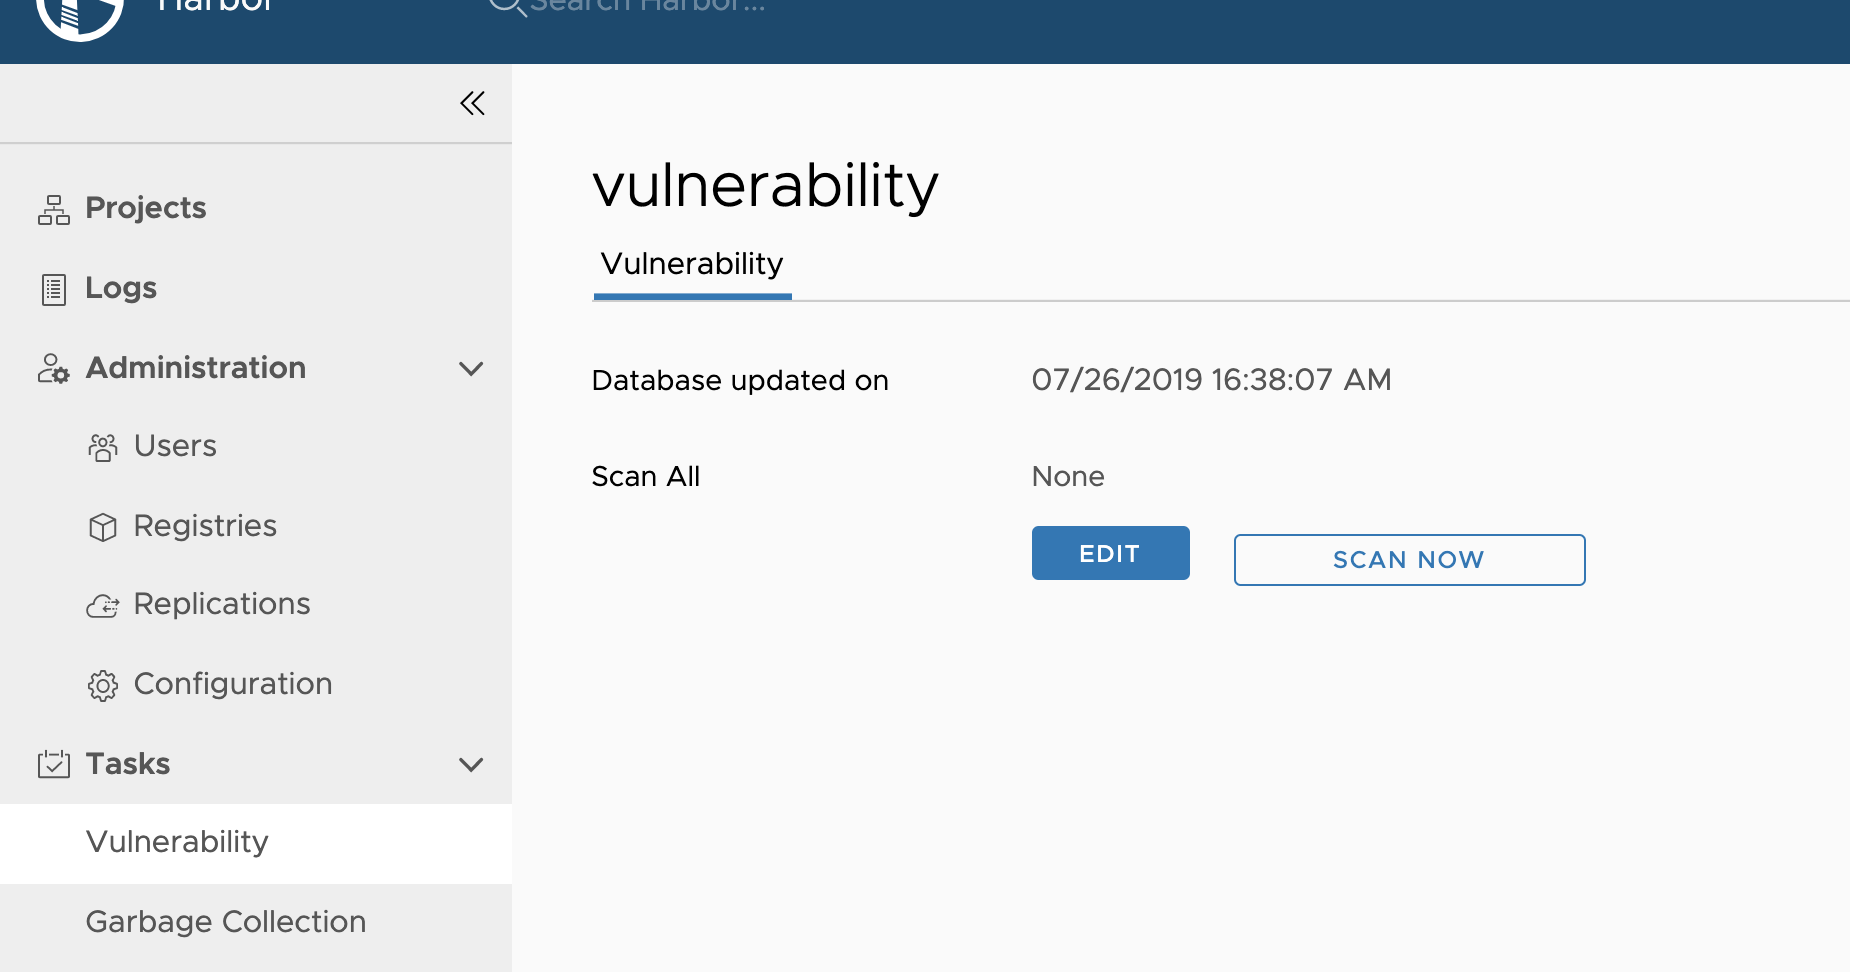 Harbor
Search Harbor...
Projects
Logs
Administration
Users
Registries
Replications
Configuration
Tasks
Vulnerability
Garbage Collection
vulnerability
Vulnerability
Database updated on 07/26/2019 16:38:07 AM
Scan All None
EDIT SCAN NOW